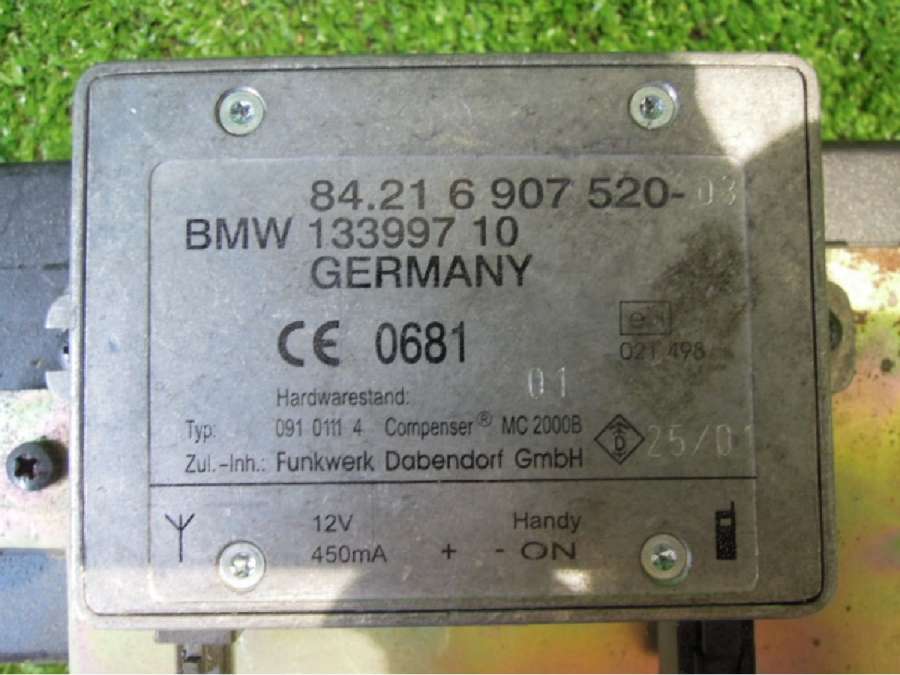 84.21 6 907 520-03
BMW 133997 10
GERMANY
CE 0681
021 498
01
Hardwarestand:
Typ: 091 0111 4 Compenser® MC 2000B
D 25/01
Zul.-Inh.: Funkwerk Dabendorf GmbH
12V Handy
450mA + - ON